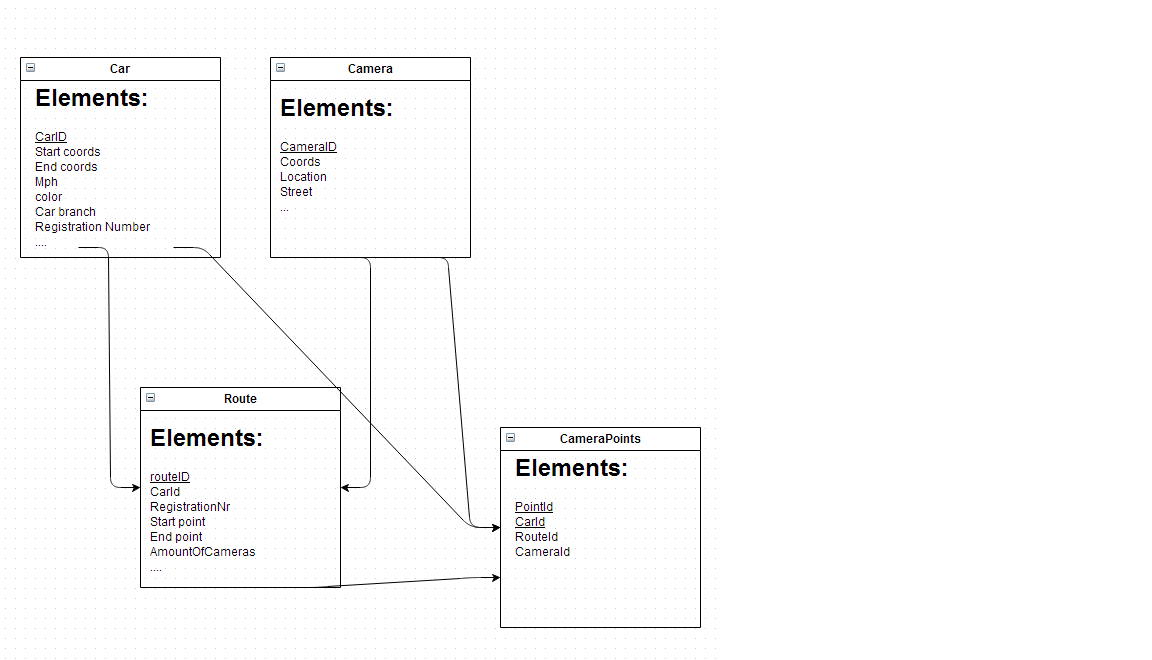 Car
Elements:
CarID
Start coords
End coords
Mph
color
Car branch
Registration Number
....
Camera
Elements:
CameraID
Coords
Location
Street
...
Route
Elements:
routeID
CarId
RegistrationNr
Start point
End point
AmountOfCameras
....
CameraPoints
Elements:
PointId
CarId
RouteId
CameraId